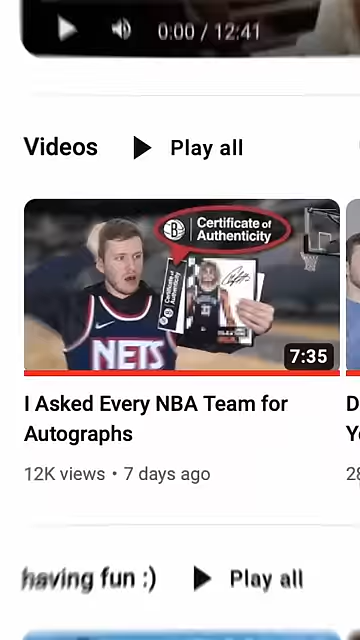 0:00 / 12:41
Videos
Play all
Certificate of
Authenticity
NETS
7:35
I Asked Every NBA Team for
Autographs
12K views • 7 days ago
D
Y
28
having fun :)
Play all